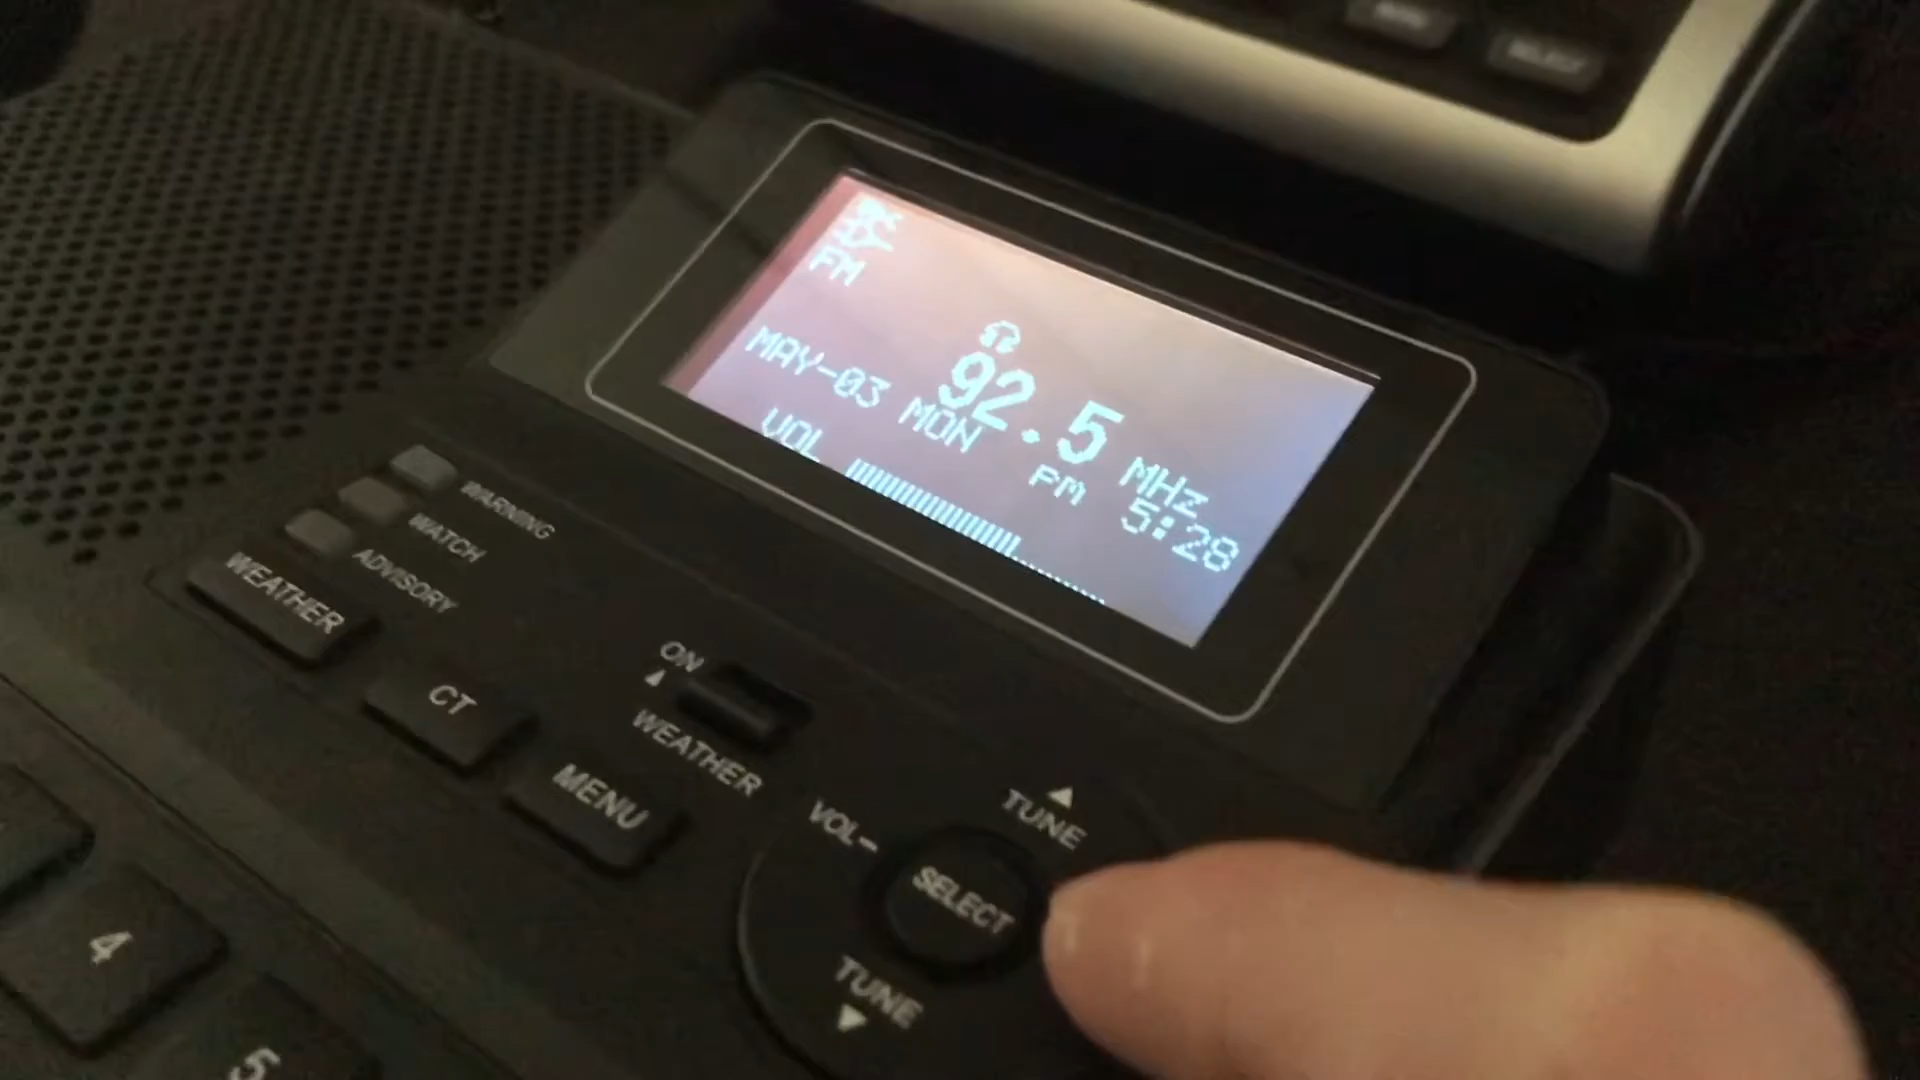 FM
92.5 MHz
MAY-03 MON PM 5:28
VOL
WARNING
WATCH
ADVISORY
WEATHER
CT
MENU
ON
WEATHER
VOL-
TUNE
SELECT
TUNE
4
5
SELECT